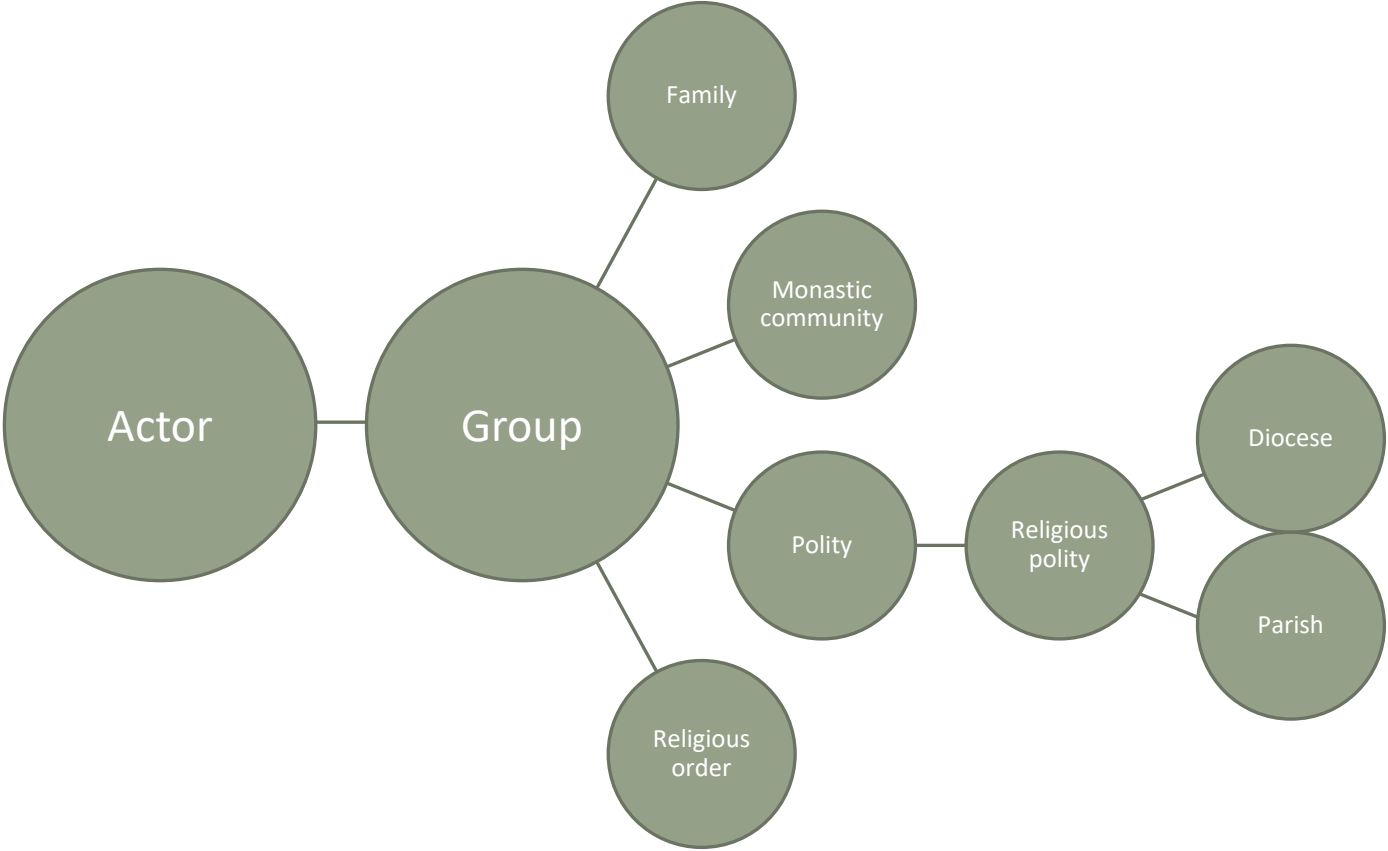 Family
Monastic
community
Actor
Group
Diocese
Polity
Religious
polity
Parish
Religious
order